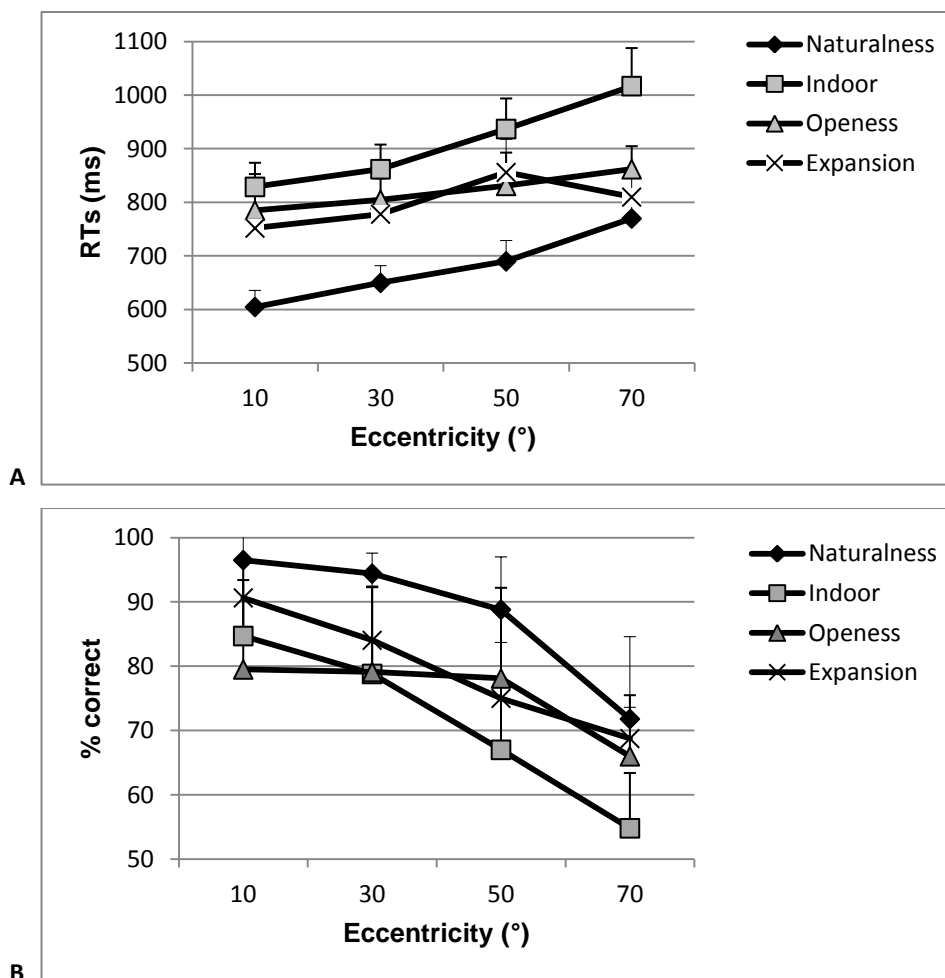 1100
1000
900
800
700
600
500
RTs (ms)
10 30 50 70
Eccentricity (°)
Naturalness
Indoor
Openess
Expansion
A
100
90
80
70
60
50
% correct
10 30 50 70
Eccentricity (°)
Naturalness
Indoor
Openess
Expansion
B